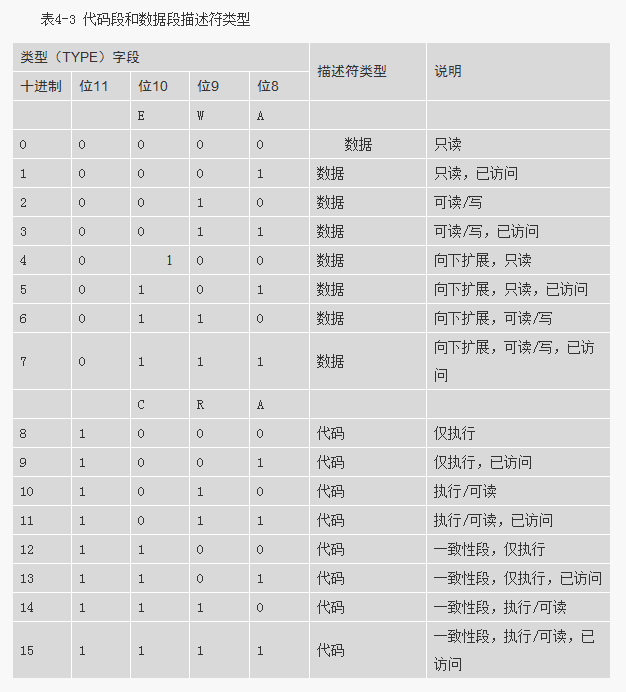 表4-3 代码段和数据段描述符类型
类型（TYPE）字段 描述符类型 说明
十进制 位11 位10 位9 位8
E W A
0 0 0 0 0 数据 只读
1 0 0 0 1 数据 只读，已访问
2 0 0 1 0 数据 可读/写
3 0 0 1 1 数据 可读/写，已访问
4 0 1 0 0 数据 向下扩展，只读
5 0 1 0 1 数据 向下扩展，只读，已访问
6 0 1 1 0 数据 向下扩展，可读/写
7 0 1 1 1 数据 向下扩展，可读/写，已访
问
C R A
8 1 0 0 0 代码 仅执行
9 1 0 0 1 代码 仅执行，已访问
10 1 0 1 0 代码 执行/可读
11 1 0 1 1 代码 执行/可读，已访问
12 1 1 0 0 代码 一致性段，仅执行
13 1 1 0 1 代码 一致性段，仅执行，已访问
14 1 1 1 0 代码 一致性段，执行/可读
15 1 1 1 1 代码 一致性段，执行/可读，已
访问